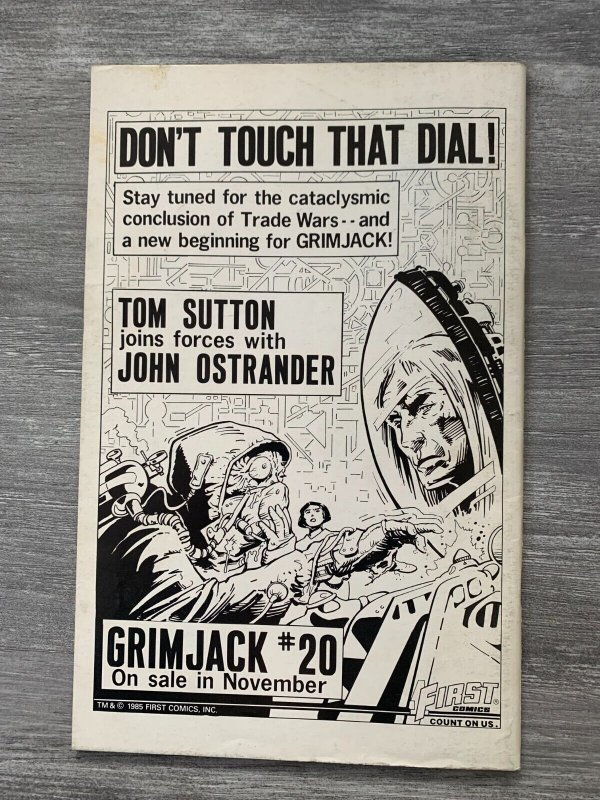 DON'T TOUCH THAT DIAL!
Stay tuned for the cataclysmic
conclusion of Trade Wars--and
a new beginning for GRIMJACK!
TOM SUTTON
joins forces with
JOHN OSTRANDER
GRIMJACK #20
On sale in November
TM & © 1985 FIRST COMICS, INC.
FIRST®
COMICS
COUNT ON US.